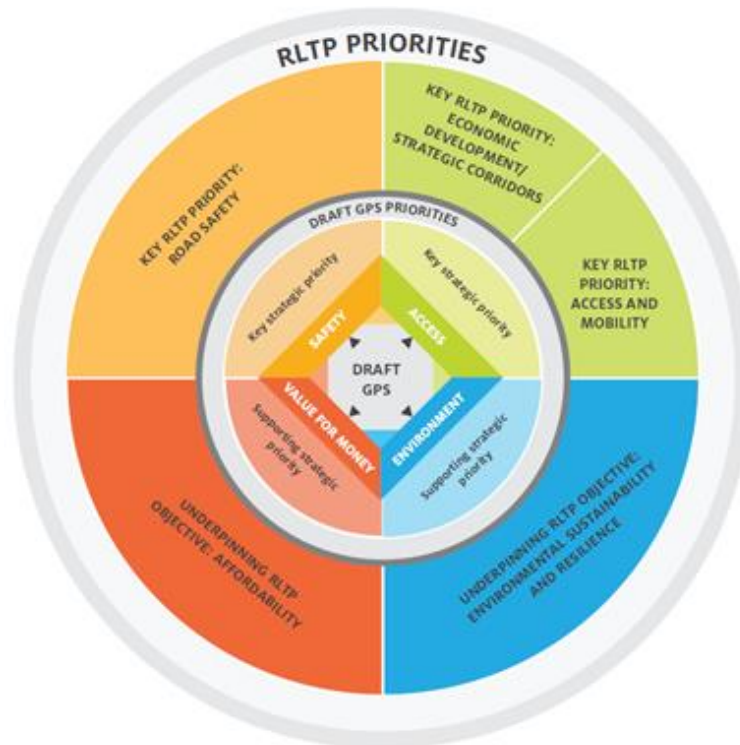 RLTP PRIORITIES
KEY RLTP PRIORITY:
ROAD SAFETY
KEY RLTP PRIORITY:
ECONOMIC
DEVELOPMENT/
STRATEGIC CORRIDORS
KEY RLTP
PRIORITY:
ACCESS AND
MOBILITY
DRAFT GPS PRIORITIES
Key strategic priority
Key strategic priority
SAFETY
ACCESS
DRAFT
GPS
VALUE FOR MONEY
ENVIRONMENT
Supporting strategic
priority
Supporting strategic
priority
UNDERPINNING RLTP
OBJECTIVE: AFFORDABILITY
UNDERPINNING RLTP OBJECTIVE:
ENVIRONMENTAL SUSTAINABILITY
AND RESILIENCE